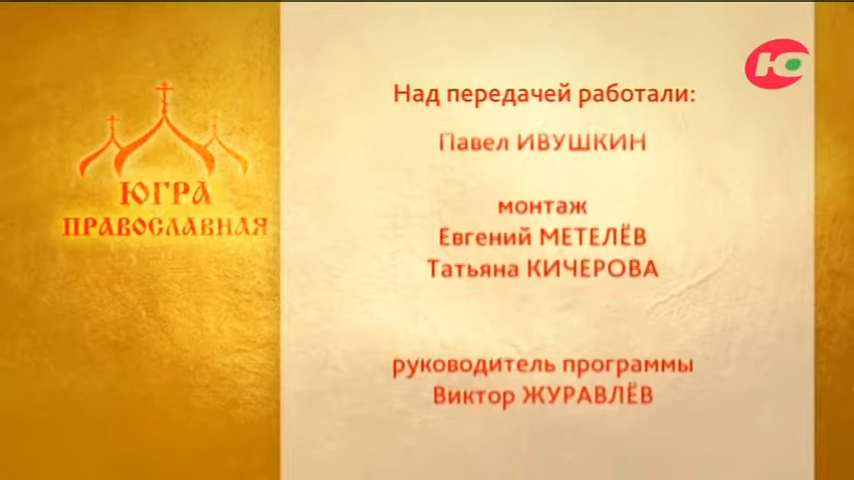 Ю
ЮГРА
ПРАВОСЛАВНАЯ
Над передачей работали:
Павел ИВУШКИН
монтаж
Евгений МЕТЕЛЁВ
Татьяна КИЧЕРОВА
руководитель программы
Виктор ЖУРАВЛЁВ